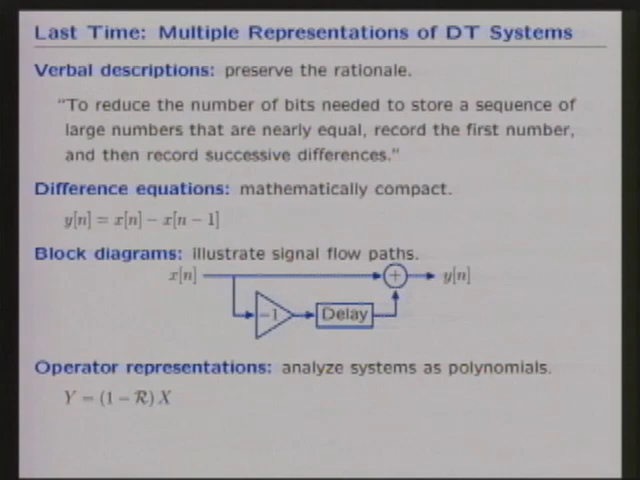 Last Time: Multiple Representations of DT Systems
Verbal descriptions: preserve the rationale.
"To reduce the number of bits needed to store a sequence of
large numbers that are nearly equal, record the first number,
and then record successive differences."
Difference equations: mathematically compact.
y[n] = x[n] − x[n − 1]
Block diagrams: illustrate signal flow paths.
x[n] + y[n]
−1 Delay
Operator representations: analyze systems as polynomials.
Y = (1 − R) X